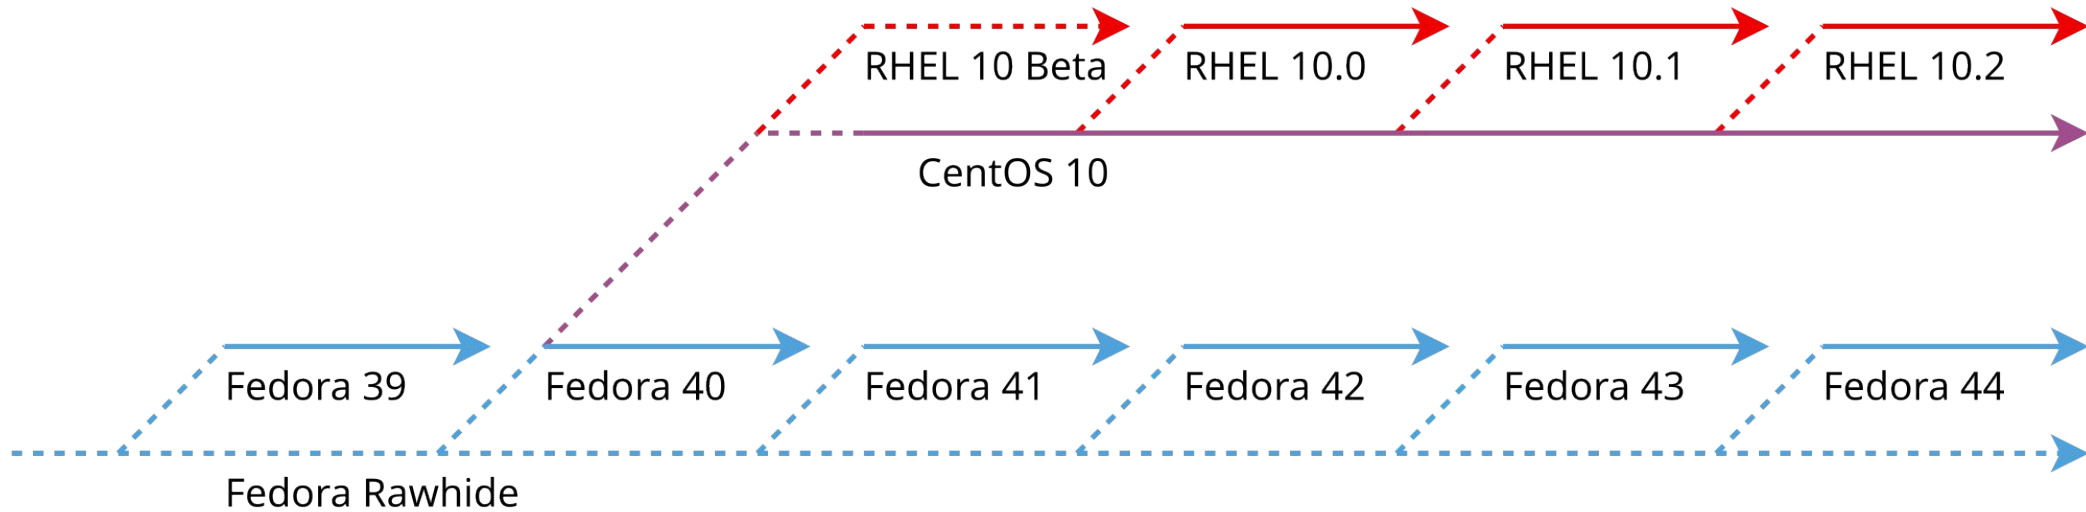 RHEL 10 Beta
RHEL 10.0
RHEL 10.1
RHEL 10.2
CentOS 10
Fedora 39
Fedora 40
Fedora 41
Fedora 42
Fedora 43
Fedora 44
Fedora Rawhide